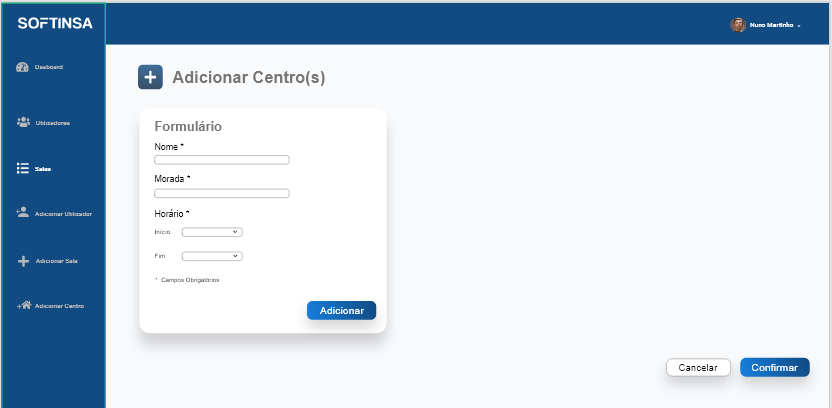 SOFTINSA
Nuno Martinho
Dasboard
Utilizadores
Salas
Adicionar Utilizador
Adicionar Sala
Adicionar Centro
Adicionar Centro(s)
Formulário
Nome *
Morada *
Horário *
Início
Fim
* Campos Obrigatórios
Adicionar
Cancelar
Confirmar